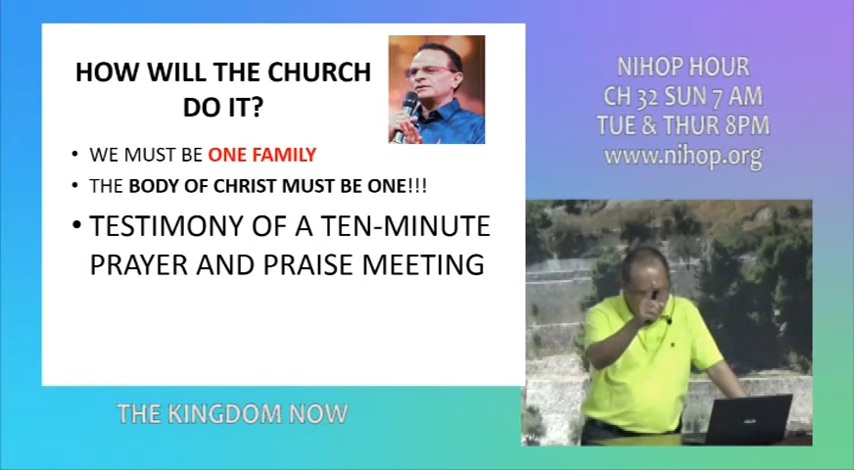 HOW WILL THE CHURCH
DO IT?
• WE MUST BE ONE FAMILY
• THE BODY OF CHRIST MUST BE ONE!!!
• TESTIMONY OF A TEN-MINUTE
PRAYER AND PRAISE MEETING
NIHOP HOUR
CH 32 SUN 7 AM
TUE & THUR 8PM
www.nihop.org
THE KINGDOM NOW